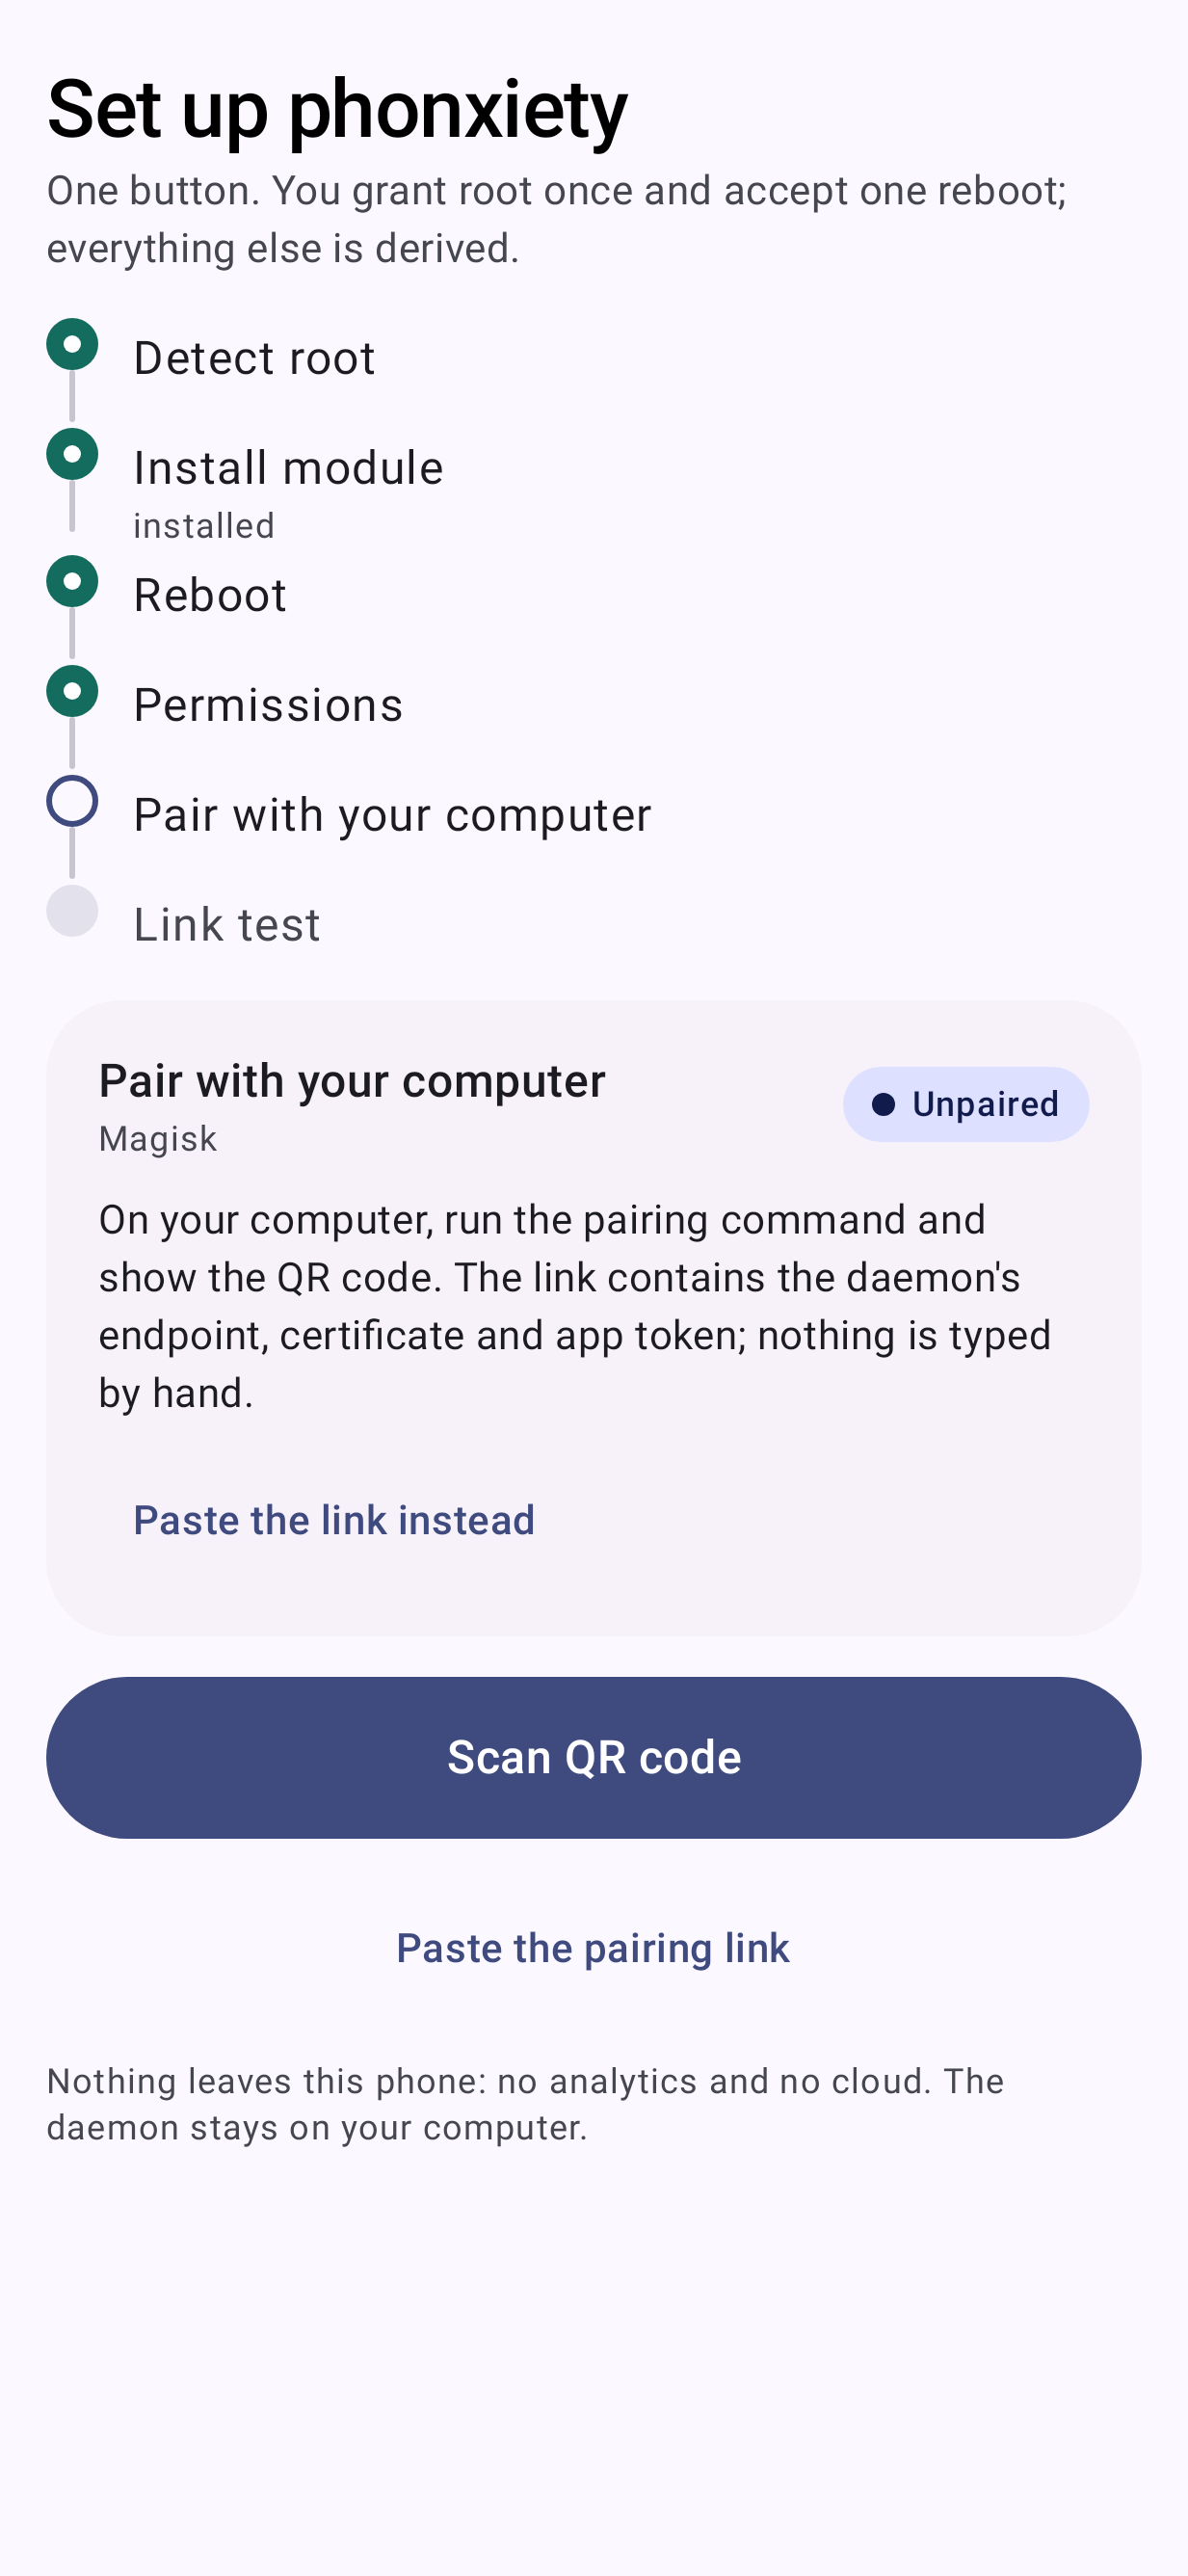 Set up phonxiety
One button. You grant root once and accept one reboot;
everything else is derived.
Detect root
Install module
installed
Reboot
Permissions
Pair with your computer
Link test
Pair with your computer
Magisk
Unpaired
On your computer, run the pairing command and
show the QR code. The link contains the daemon's
endpoint, certificate and app token; nothing is typed
by hand.
Paste the link instead
Scan QR code
Paste the pairing link
Nothing leaves this phone: no analytics and no cloud. The
daemon stays on your computer.